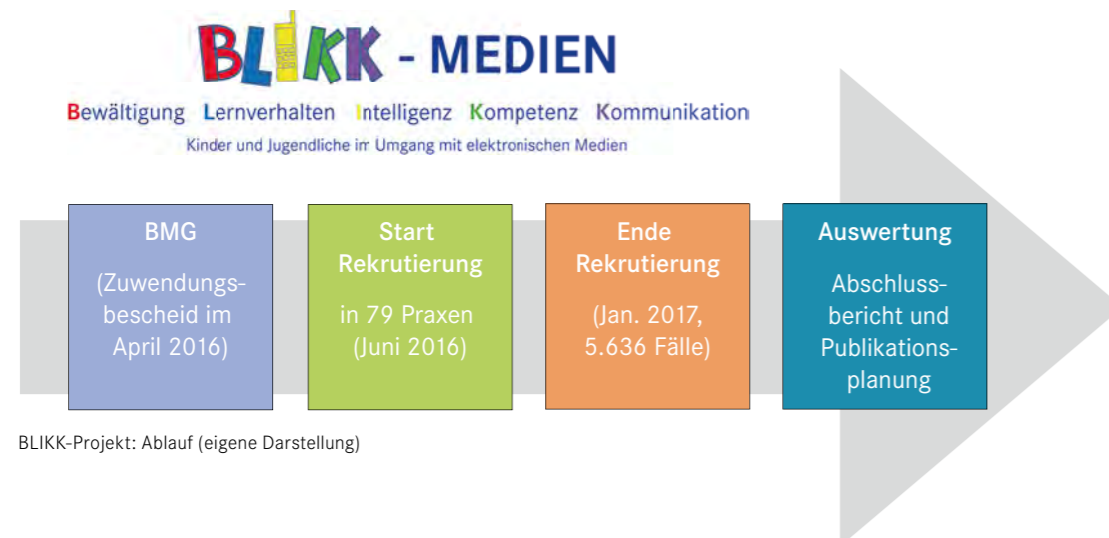 BLIKK - MEDIEN
Bewältigung Lernverhalten Intelligenz Kompetenz Kommunikation
Kinder und Jugendliche im Umgang mit elektronischen Medien
BMG
(Zuwendungs-
bescheid im
April 2016)
Start
Rekrutierung
in 79 Praxen
(Juni 2016)
Ende
Rekrutierung
(Jan. 2017,
5.636 Fälle)
Auswertung
Abschluss-
bericht und
Publikations-
planung
BLIKK-Projekt: Ablauf (eigene Darstellung)